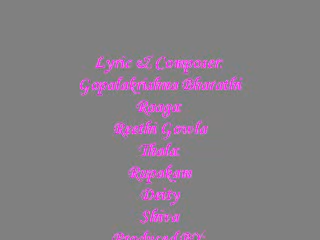 Lyric & Composer
Gopalakrishna Bharathi
Raaga
Reethi Gowla
Thala
Rupakam
Deity
Shiva